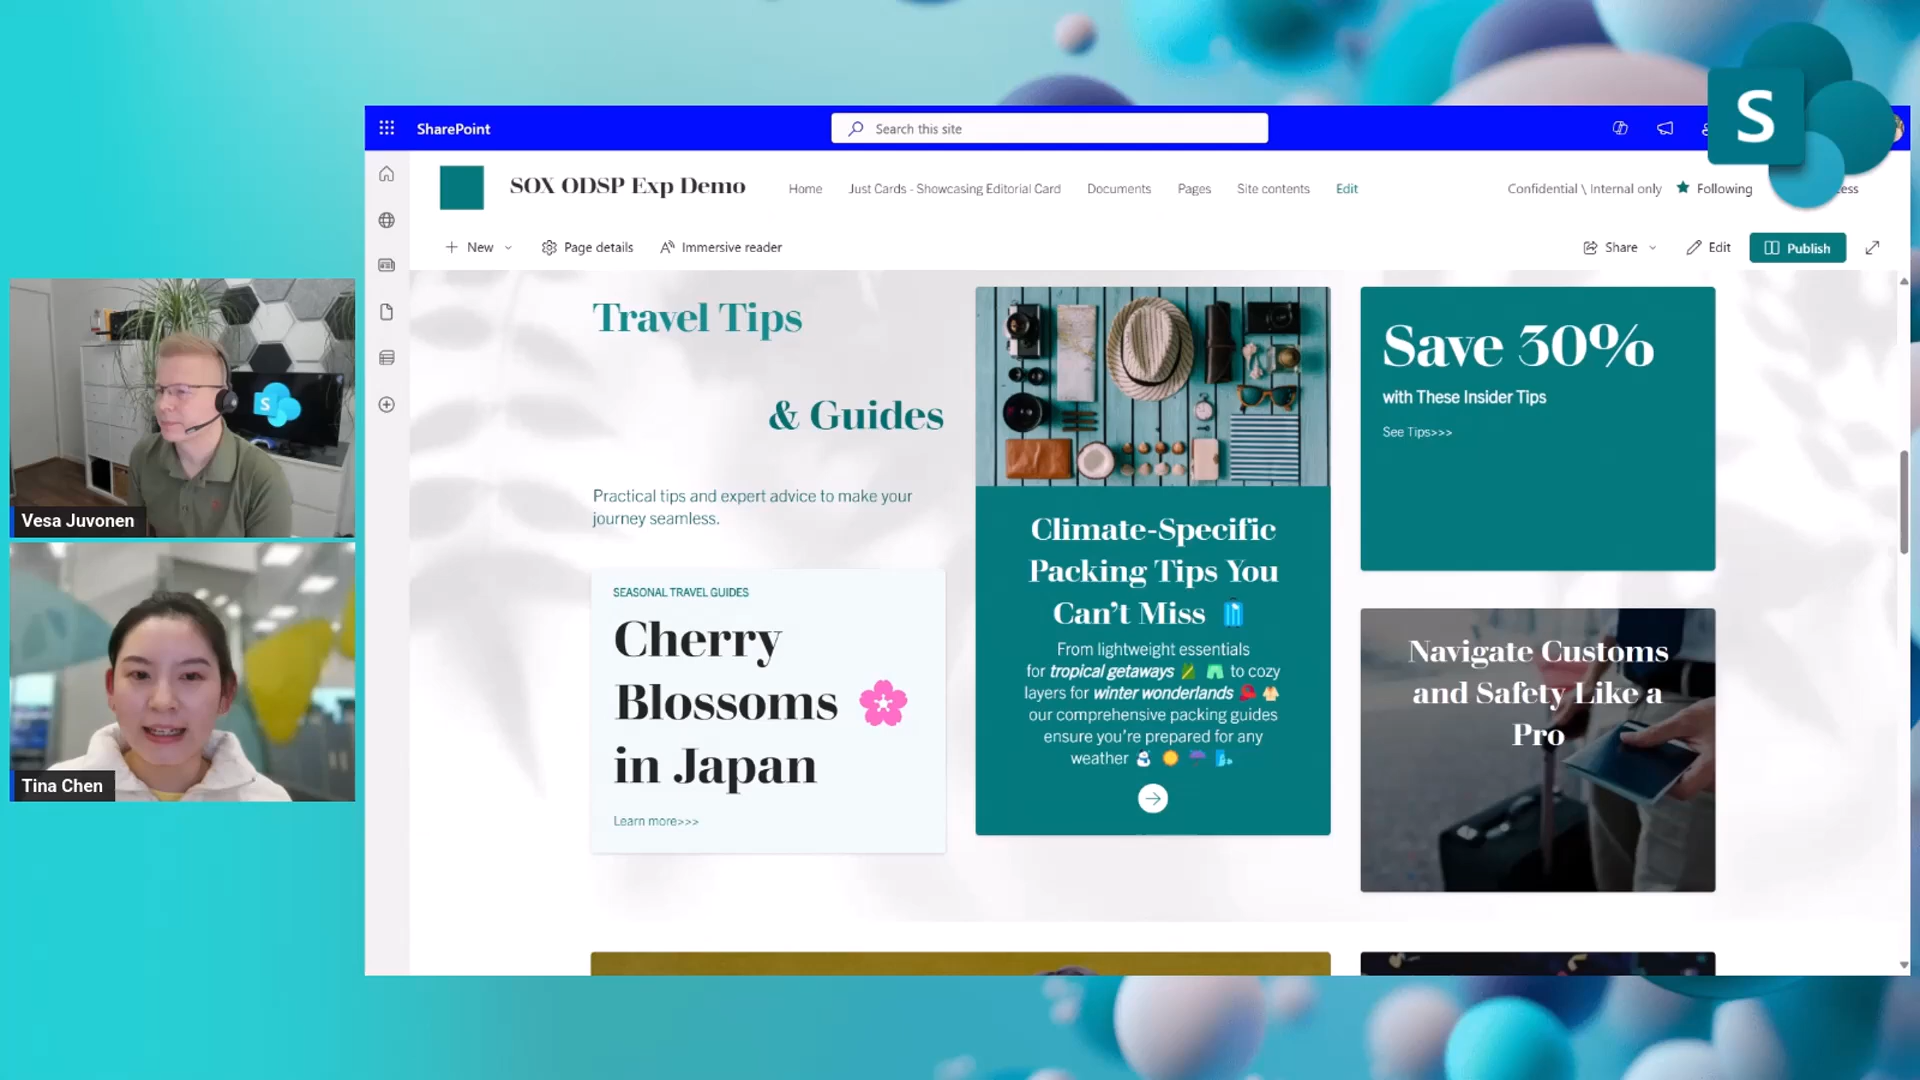 SharePoint
Search this site
S
SOX ODSP Exp Demo
Home
Just Cards - Showcasing Editorial Card
Documents
Pages
Site contents
Edit
Confidential \ Internal only
Following
New
Page details
Immersive reader
Share
Edit
Publish
Travel Tips
& Guides
Practical tips and expert advice to make your
journey seamless.
SEASONAL TRAVEL GUIDES
Cherry
Blossoms 🌸
in Japan
Learn more>>>
Climate-Specific
Packing Tips You
Can't Miss 🧳
From lightweight essentials
for tropical getaways 🩳 to cozy
layers for winter wonderlands
our comprehensive packing guides
ensure you're prepared for any
weather ⛄ ☀️ ☔ 🌬️
Save 30%
with These Insider Tips
See Tips>>>
Navigate Customs
and Safety Like a
Pro
S
Vesa Juvonen
Tina Chen